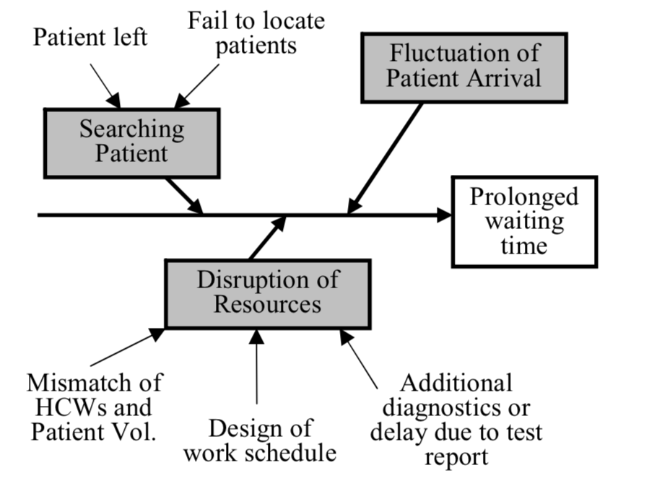 Patient left
Fail to locate
patients
Fluctuation of
Patient Arrival
Searching
Patient
Prolonged
waiting
time
Disruption of
Resources
Mismatch of
HCWs and
Patient Vol.
Design of
work schedule
Additional
diagnostics or
delay due to test
report